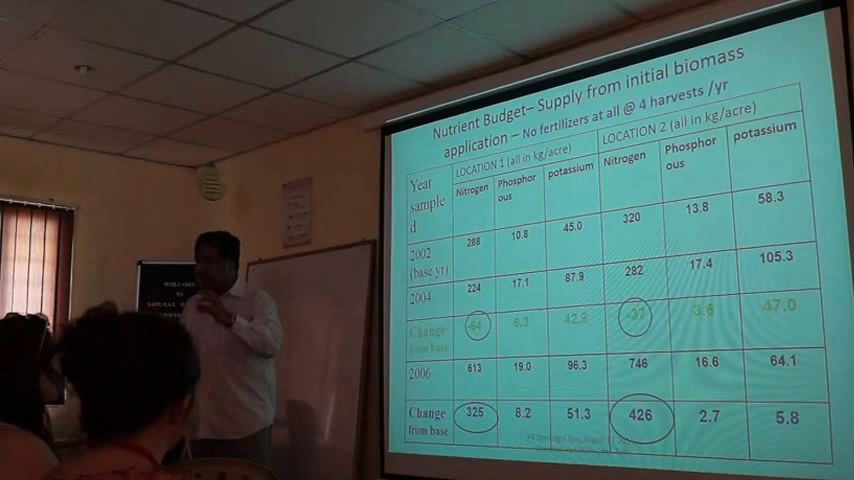 Nutrient Budget– Supply from initial biomass
application – No fertilizers at all @ 4 harvests /yr
LOCATION 1 (all in kg/acre) LOCATION 2 (all in kg/acre)
Year sample d Nitrogen Phosphor ous potassium Nitrogen Phosphor ous potassium
2002 (base yr) 288 10.8 45.0 320 13.8 58.3
2004 224 17.1 87.9 282 17.4 105.3
Change from base -64 6.3 42.8 -37 3.6 47.0
2006 613 19.0 96.3 746 16.6 64.1
Change from base 325 8.2 51.3 426 2.7 5.8
WELCOME
TO
NATURAL